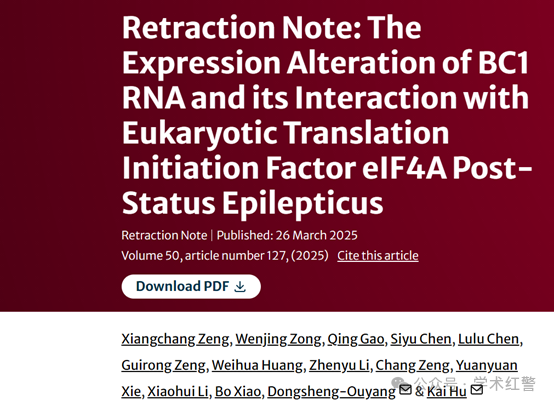 Retraction Note: The
Expression Alteration of BC1
RNA and its Interaction with
Eukaryotic Translation
Initiation Factor eIF4A Post-
Status Epilepticus
Retraction Note | Published: 26 March 2025
Volume 50, article number 127, (2025) Cite this article
Download PDF
Xiangchang Zeng, Wenjing Zong, Qing Gao, Siyu Chen, Lulu Chen,
Guirong Zeng, Weihua Huang, Zhenyu Li, Chang Zeng, Yuanyuan
Xie, Xiaohui Li, Bo Xiao, Dongsheng-Ouyang & Kai Hu
公众号 · 学术红警